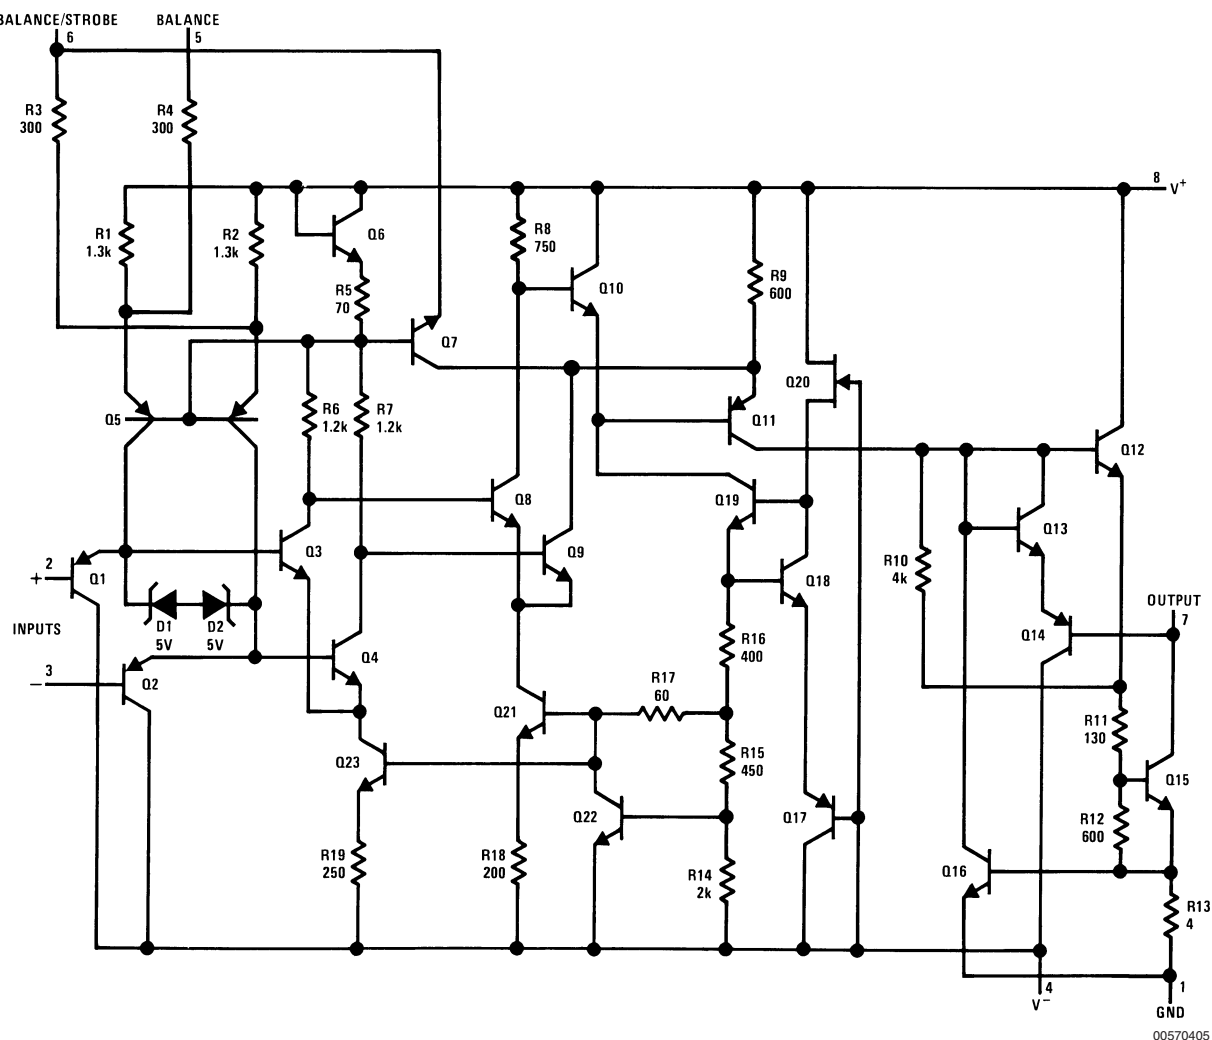 BALANCE/STROBE
6
BALANCE
5
R3
300
R4
300
8
V+
R1
1.3k
R2
1.3k
Q6
R5
70
R8
750
Q10
R9
600
Q7
Q20
Q5
R6
1.2k
R7
1.2k
Q11
Q12
Q8
Q19
Q13
+
2
Q1
Q3
Q9
Q18
R10
4k
INPUTS
D1
5V
D2
5V
OUTPUT
7
R16
400
Q14
−
3
Q2
Q4
R17
60
Q21
R11
130
Q23
R15
450
Q15
Q22
Q17
R12
600
R19
250
R18
200
R14
2k
Q16
R13
4
4
V−
1
GND
00570405